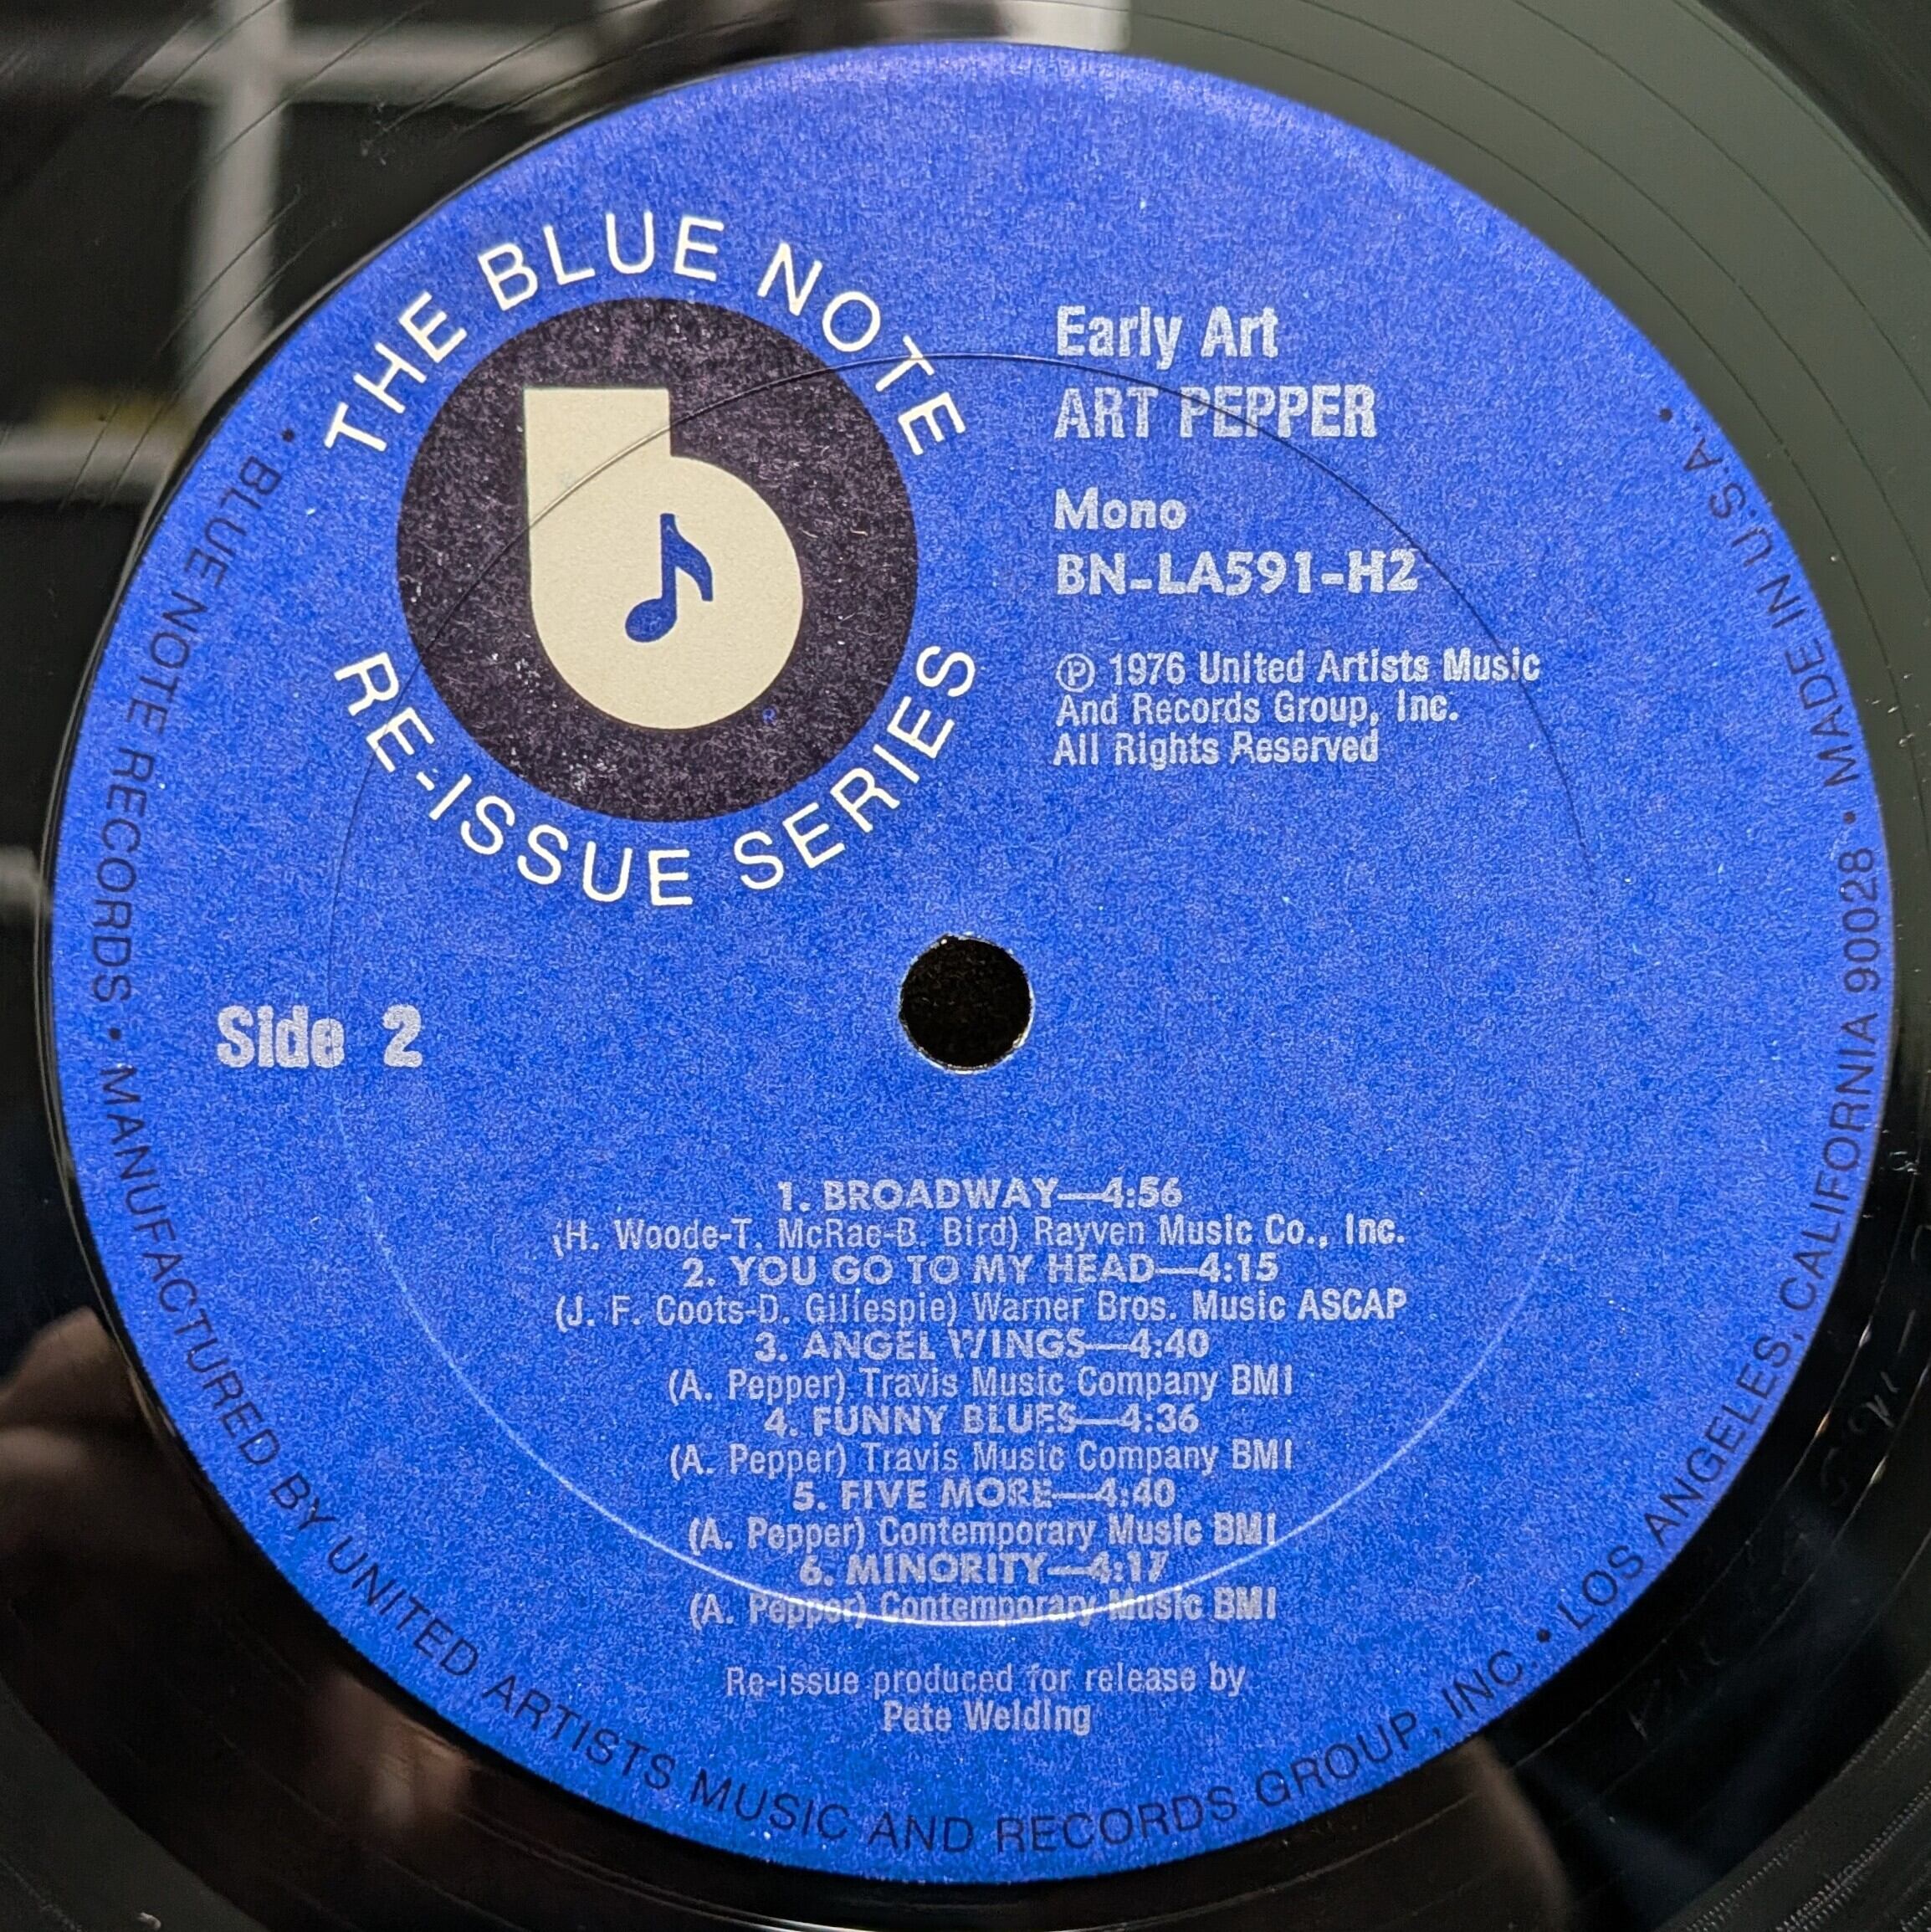 THE BLUE NOTE
RE-ISSUE SERIES
Early Art
ART PEPPER
Mono
BN-LA591-H2
℗ 1976 United Artists Music
And Records Group, Inc.
All Rights Reserved
Side 2
1. BROADWAY—4:56
(H. Woode-T. McRae-B. Bird) Rayven Music Co., Inc.
2. YOU GO TO MY HEAD—4:15
(J. F. Coots-D. Gillespie) Warner Bros. Music ASCAP
3. ANGEL WINGS—4:40
(A. Pepper) Travis Music Company BMI
4. FUNNY BLUES—4:36
(A. Pepper) Travis Music Company BMI
5. FIVE MORE—4:40
(A. Pepper) Contemporary Music BMI
6. MINORITY—4:17
(A. Pepper) Contemporary Music BMI
Re-issue produced for release by
Pete Welding
• BLUE NOTE RECORDS • MANUFACTURED BY UNITED ARTISTS MUSIC AND RECORDS GROUP, INC. • LOS ANGELES, CALIFORNIA 90028 • MADE IN U.S.A. •